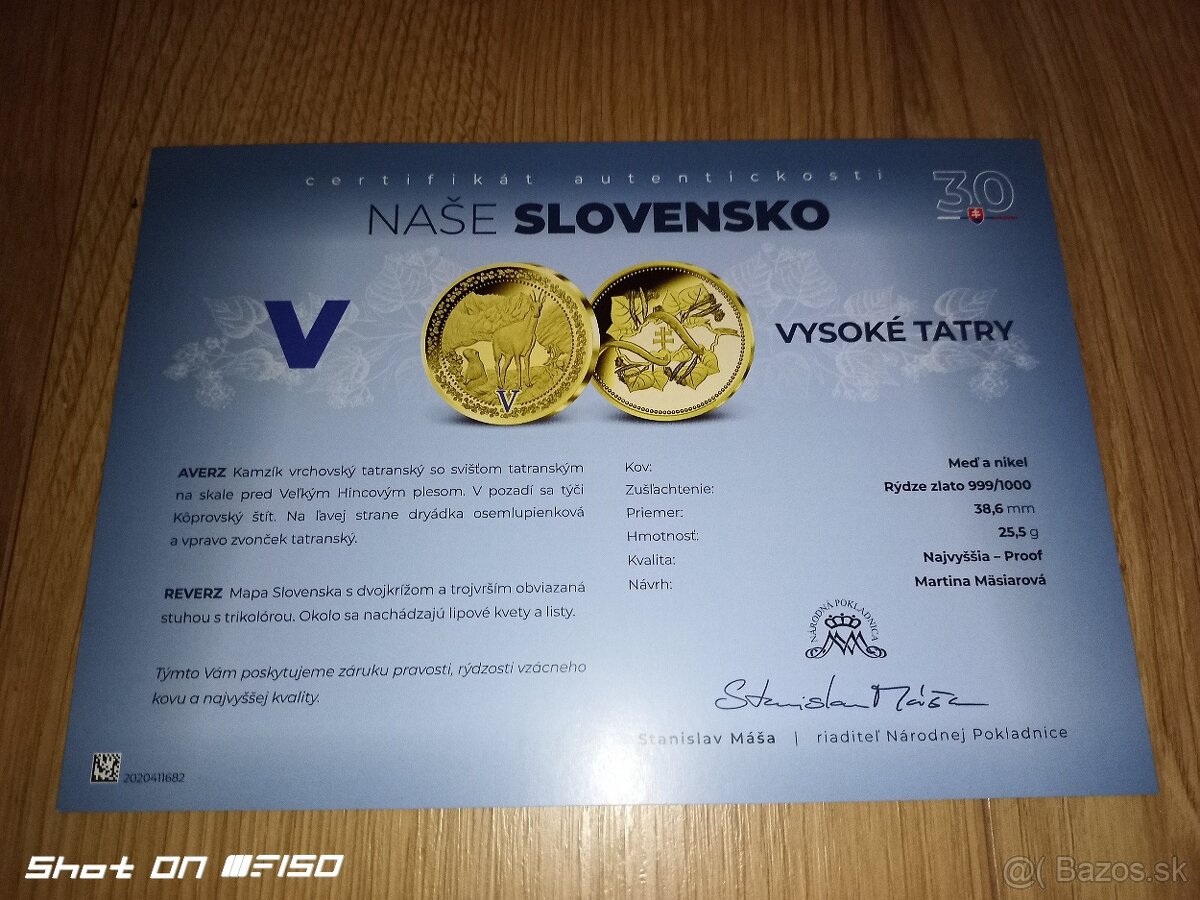 certifikát autentickosti
NAŠE SLOVENSKO
30
V
V
VYSOKÉ TATRY
AVERZ Kamzík vrchovský tatranský so svišťom tatranským
na skale pred Veľkým Hincovým plesom. V pozadí sa týči
Kôprovský štít. Na ľavej strane dryádka osemlupienková
a vpravo zvonček tatranský.
REVERZ Mapa Slovenska s dvojkrížom a trojvrším obviazaná
stuhou s trikolórou. Okolo sa nachádzajú lipové kvety a listy.
Týmto Vám poskytujeme záruku pravosti, rýdzosti vzácneho
kovu a najvyššej kvality.
2020411682
Kov: Meď a nikel
Zušľachtenie: Rýdze zlato 999/1000
Priemer: 38,6 mm
Hmotnosť: 25,5 g
Kvalita: Najvyššia – Proof
Návrh: Martina Mäsiarová
NÁRODNÁ POKLADNICA
Stanislav Máša
Stanislav Máša | riaditeľ Národnej Pokladnice
Shot ON F150
@( Bazos.sk